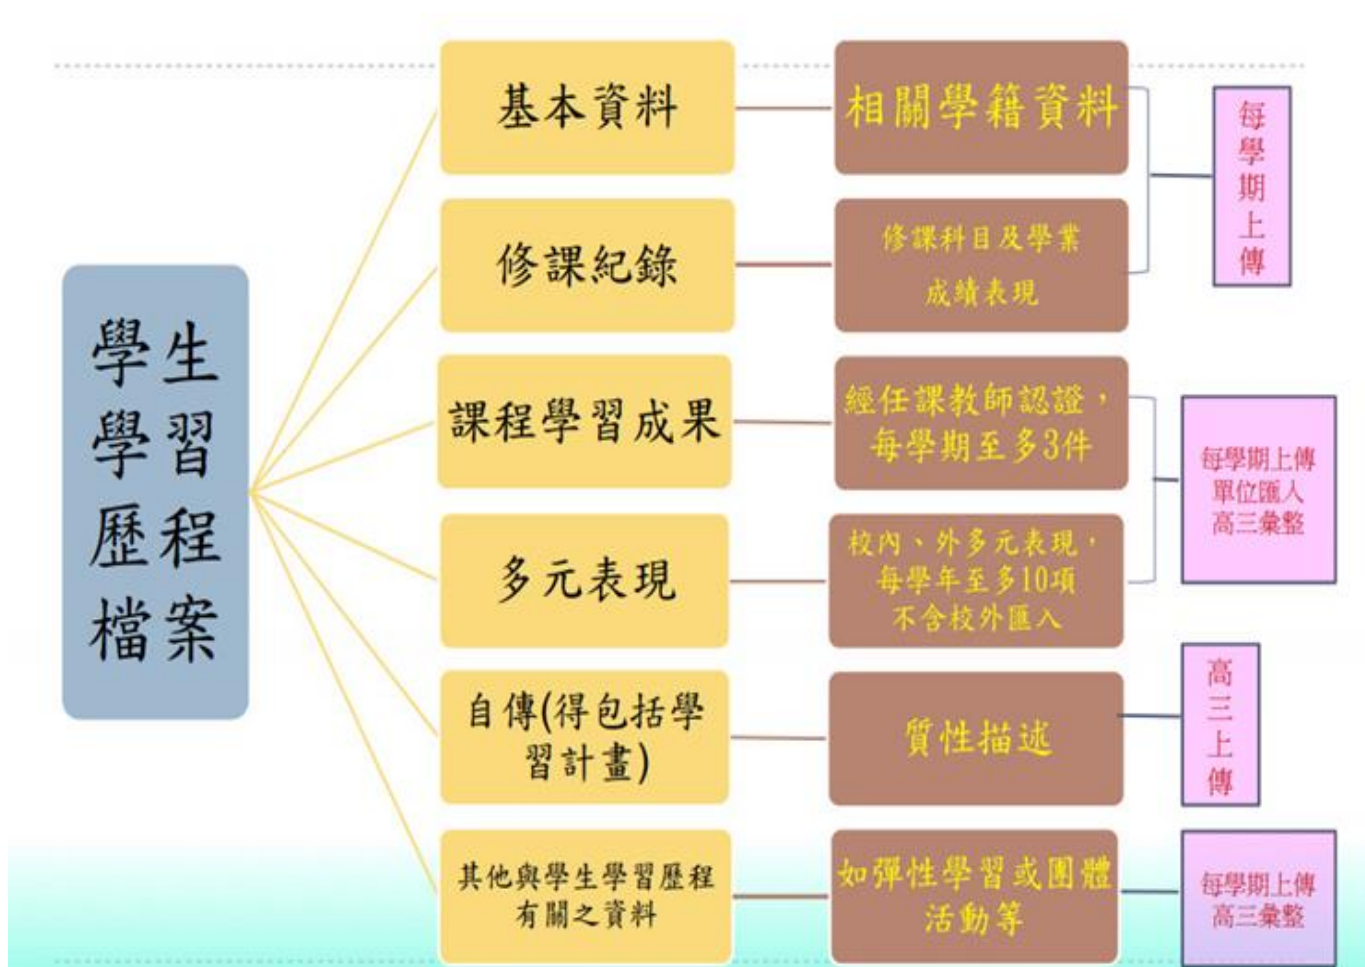 學生
學習
歷程
檔案
基本資料
相關學籍資料
每學期上傳
修課紀錄
修課科目及學業
成績表現
課程學習成果
經任課教師認證，
每學期至多3件
每學期上傳
單位匯入
高三彙整
多元表現
校內、外多元表現，
每學年至多10項
不含校外匯入
自傳(得包括學
習計畫)
質性描述
高三上傳
其他與學生學習歷程
有關之資料
如彈性學習或團體
活動等
每學期上傳
高三彙整